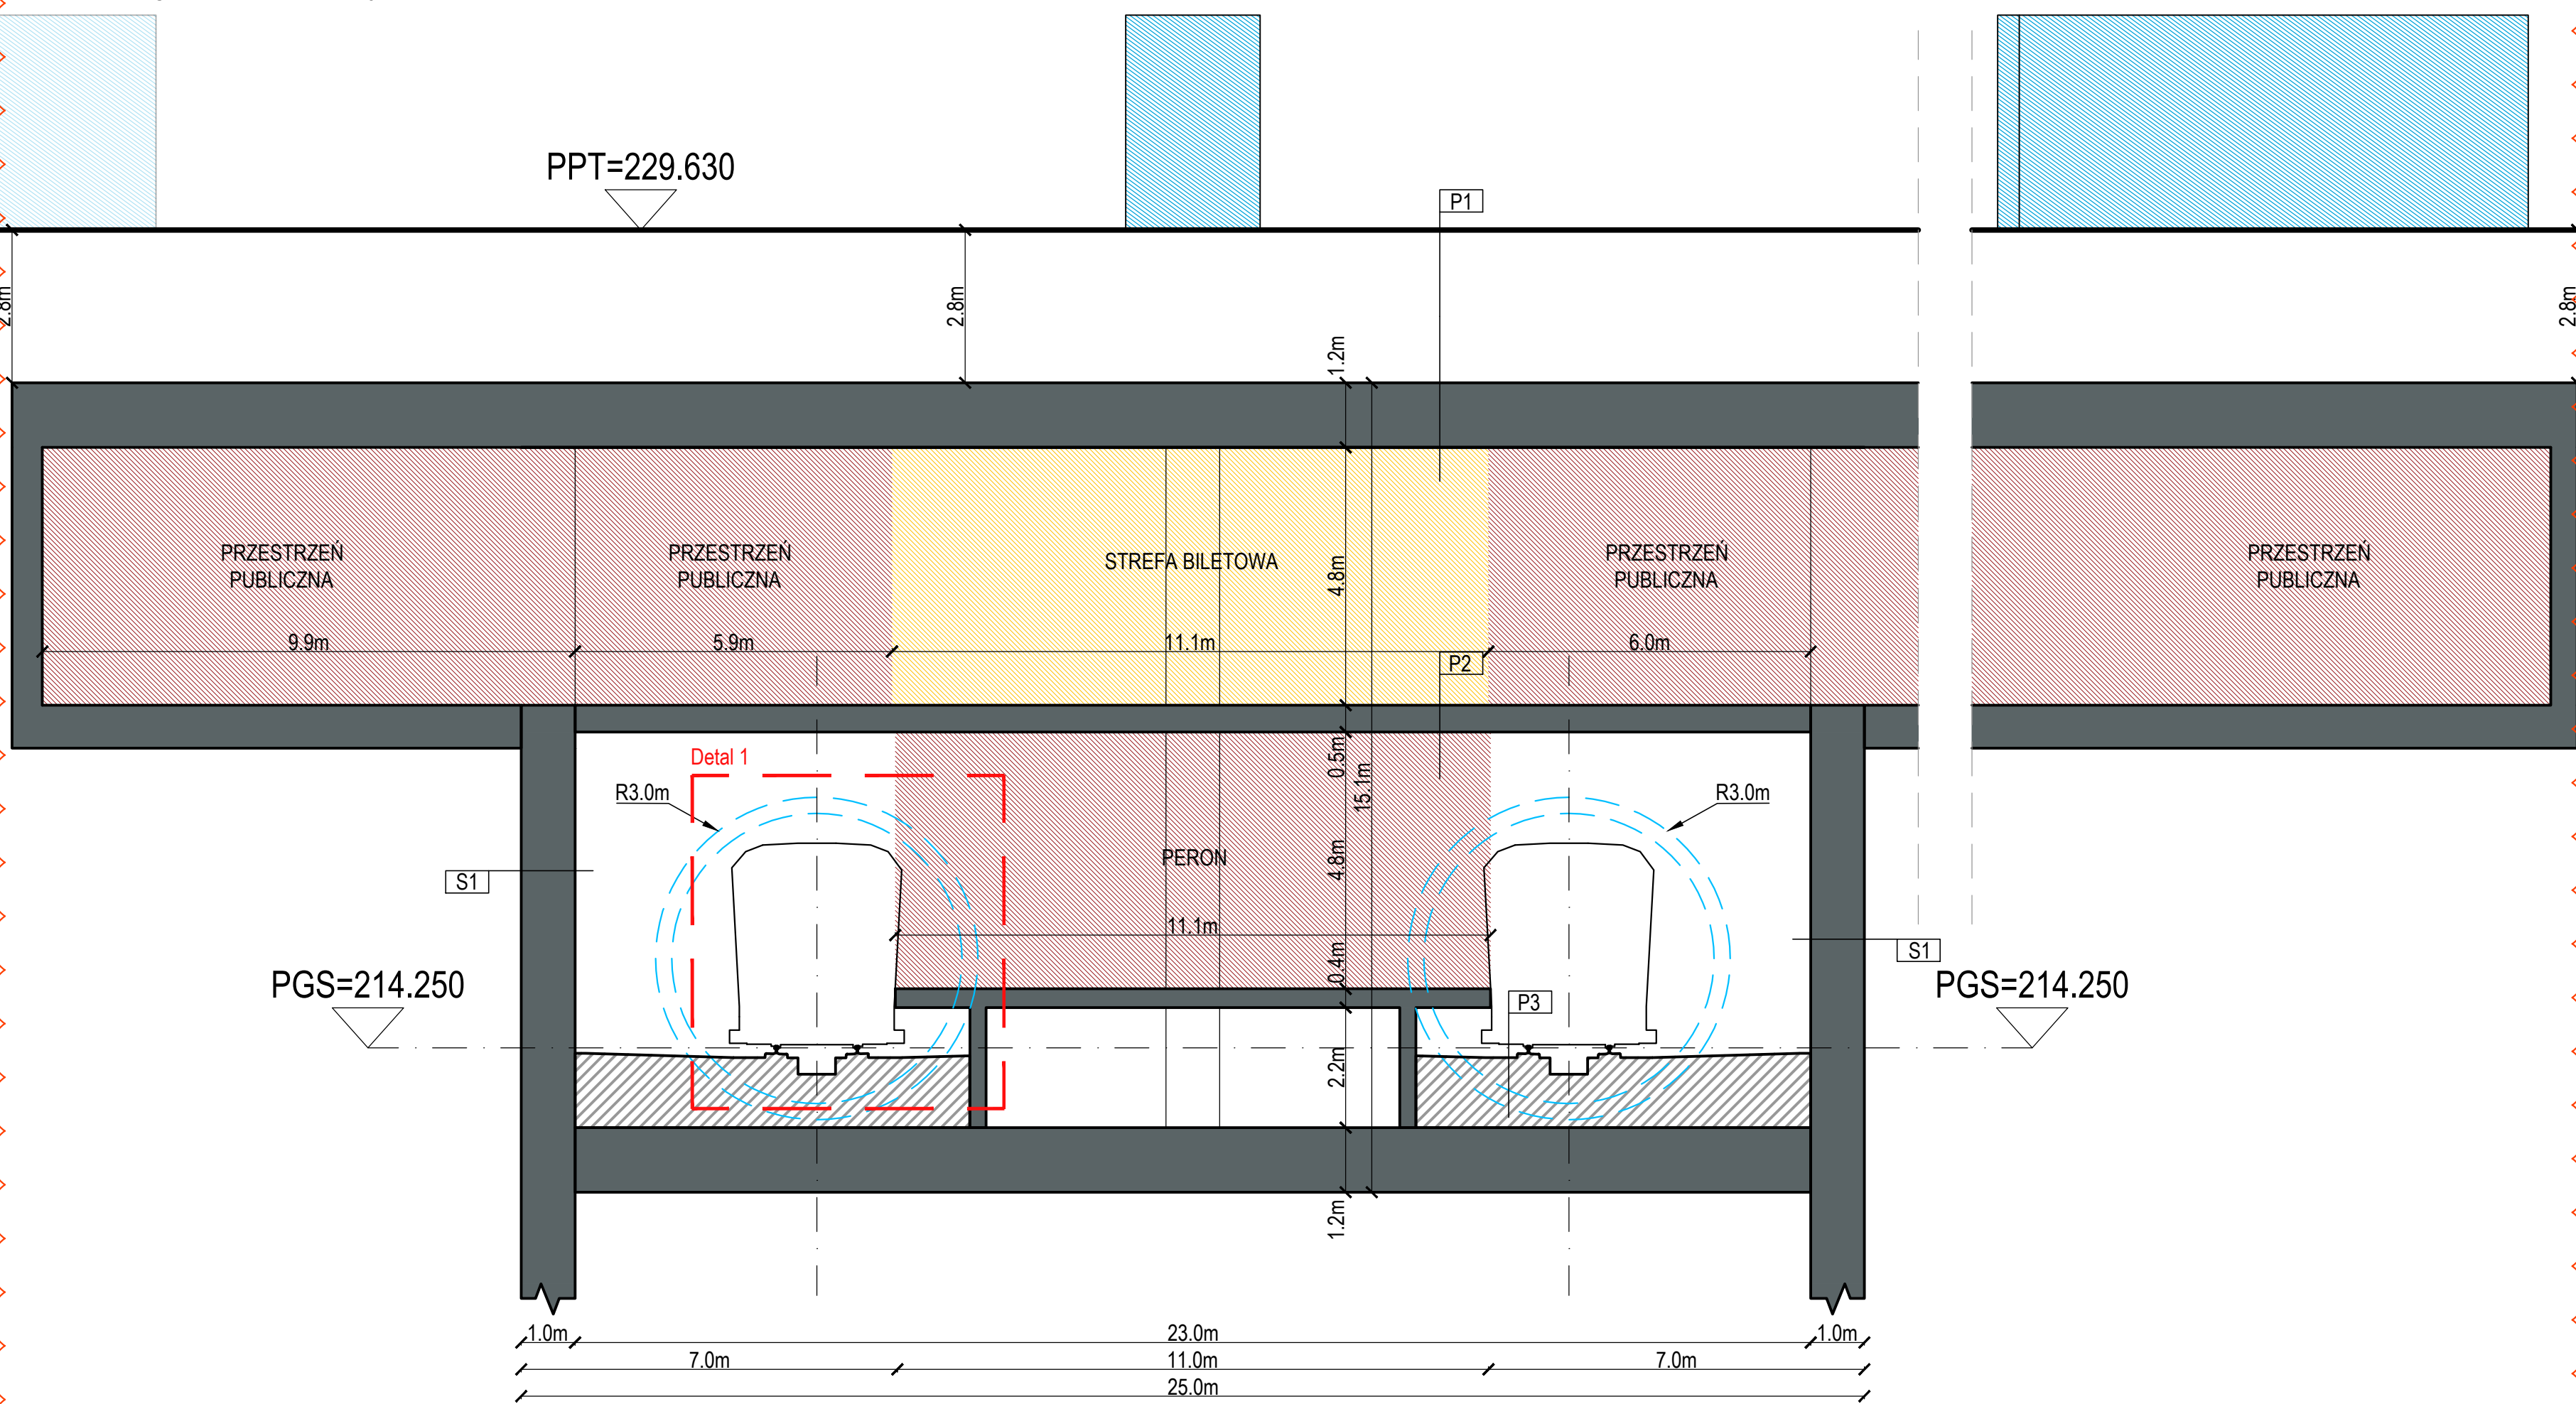 PPT=229.630
P1
2.8m
2.8m
2.8m
1.2m
PRZESTRZEŃ
PUBLICZNA
PRZESTRZEŃ
PUBLICZNA
STREFA BILETOWA
4.8m
PRZESTRZEŃ
PUBLICZNA
PRZESTRZEŃ
PUBLICZNA
9.9m
5.9m
11.1m
6.0m
P2
Detal 1
0.5m
15.1m
R3.0m
R3.0m
PERON
4.8m
S1
11.1m
S1
0.4m
PGS=214.250
PGS=214.250
P3
2.2m
1.2m
1.0m
23.0m
1.0m
7.0m
11.0m
7.0m
25.0m